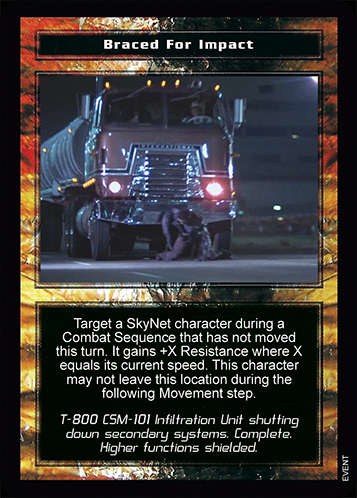 Braced For Impact
INTERNATIONAL
Target a SkyNet character during a
Combat Sequence that has not moved
this turn. It gains +X Resistance where X
equals its current speed. This character
may not leave this location during the
following Movement step.
T-800 CSM-101 Infiltration Unit shutting
down secondary systems. Complete.
Higher functions shielded.
EVENT